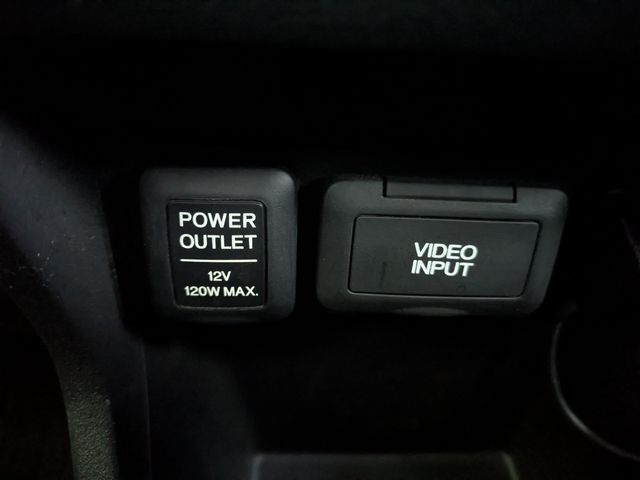 POWER
OUTLET
12V
120W MAX.
VIDEO
INPUT